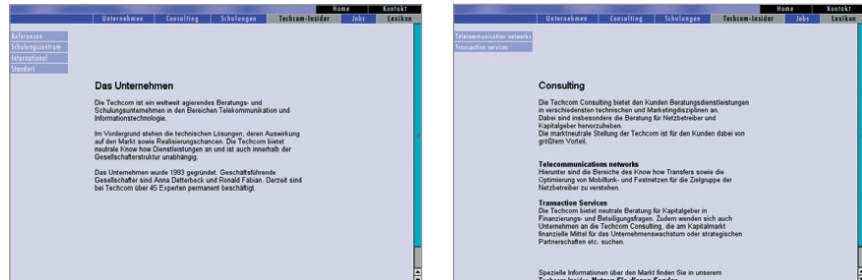 Home Kontakt
Unternehmen Consulting Schulungen Techcom-Insider Jobs Lexikon
Referenzen
Schulungszentrum
International
Standort
Das Unternehmen
Die Techcom ist ein weltweit agierendes Beratungs- und
Schulungsunternehmen in den Bereichen Telekommunikation und
Informationstechnologie.
Im Vordergrund stehen die technischen Lösungen, deren Auswirkung
auf den Markt sowie Realisierungschancen. Die Techcom bietet
neutrale Know how Dienstleistungen an und ist auch innerhalb der
Gesellschafterstruktur unabhängig.
Das Unternehmen wurde 1993 gegründet. Geschäftsführende
Gesellschafter sind Anna Detterbeck und Ronald Fabian. Derzeit sind
bei Techcom über 45 Experten permanent beschäftigt.
Home Kontakt
Unternehmen Consulting Schulungen Techcom-Insider Jobs Lexikon
Telecommunication networks
Transaction services
Consulting
Die Techcom Consulting bietet den Kunden Beratungsdienstleistungen
in verschiedensten technischen und Marketingdisziplinen an.
Dabei sind insbesondere die Beratung für Netzbetreiber und
Kapitalgeber hervorzuheben.
Die marktneutrale Stellung der Techcom ist für den Kunden dabei von
größtem Vorteil.
Telecommunications networks
Hierunter sind die Bereiche des Know how Transfers sowie die
Optimierung von Mobilfunk- und Festnetzen für die Zielgruppe der
Netzbetreiber zu verstehen.
Transaction Services
Die Techcom bietet neutrale Beratung für Kapitalgeber in
Finanzierungs- und Beteiligungsfragen. Zudem wenden sich auch
Unternehmen an die Techcom Consulting, die am Kapitalmarkt
finanzielle Mittel für das Unternehmenswachstum oder strategischen
Partnerschaften etc. suchen.
Spezielle Informationen über den Markt finden Sie in unserem
Techcom-Insider. Nutzen Sie diesen Sonder-